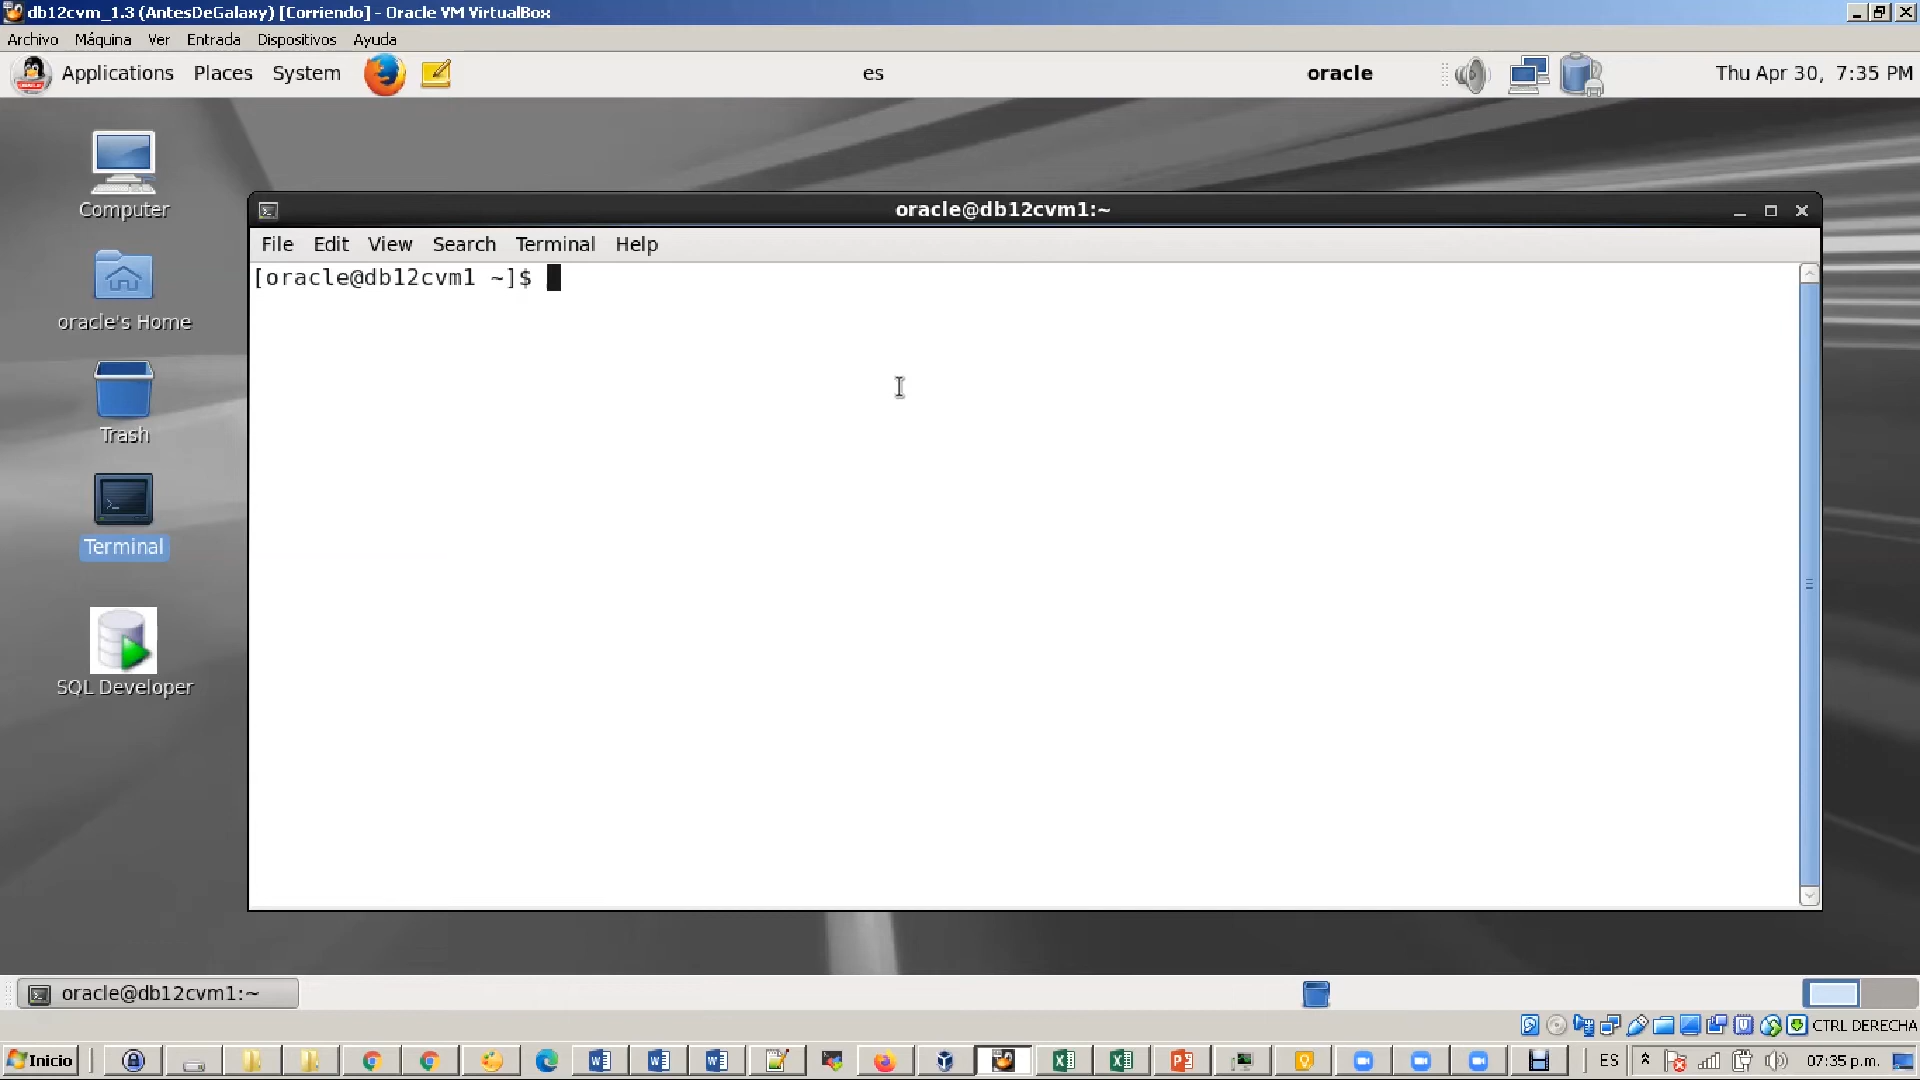 db12cvm_1.3 (AntesDeGalaxy) [Corriendo] - Oracle VM VirtualBox
Archivo Máquina Ver Entrada Dispositivos Ayuda
Applications Places System es oracle Thu Apr 30, 7:35 PM
Computer
oracle's Home
Trash
Terminal
SQL Developer
oracle@db12cvm1:~
File Edit View Search Terminal Help
[oracle@db12cvm1 ~]$
oracle@db12cvm1:~
CTRL DERECHA
Inicio ES 07:35 p.m.